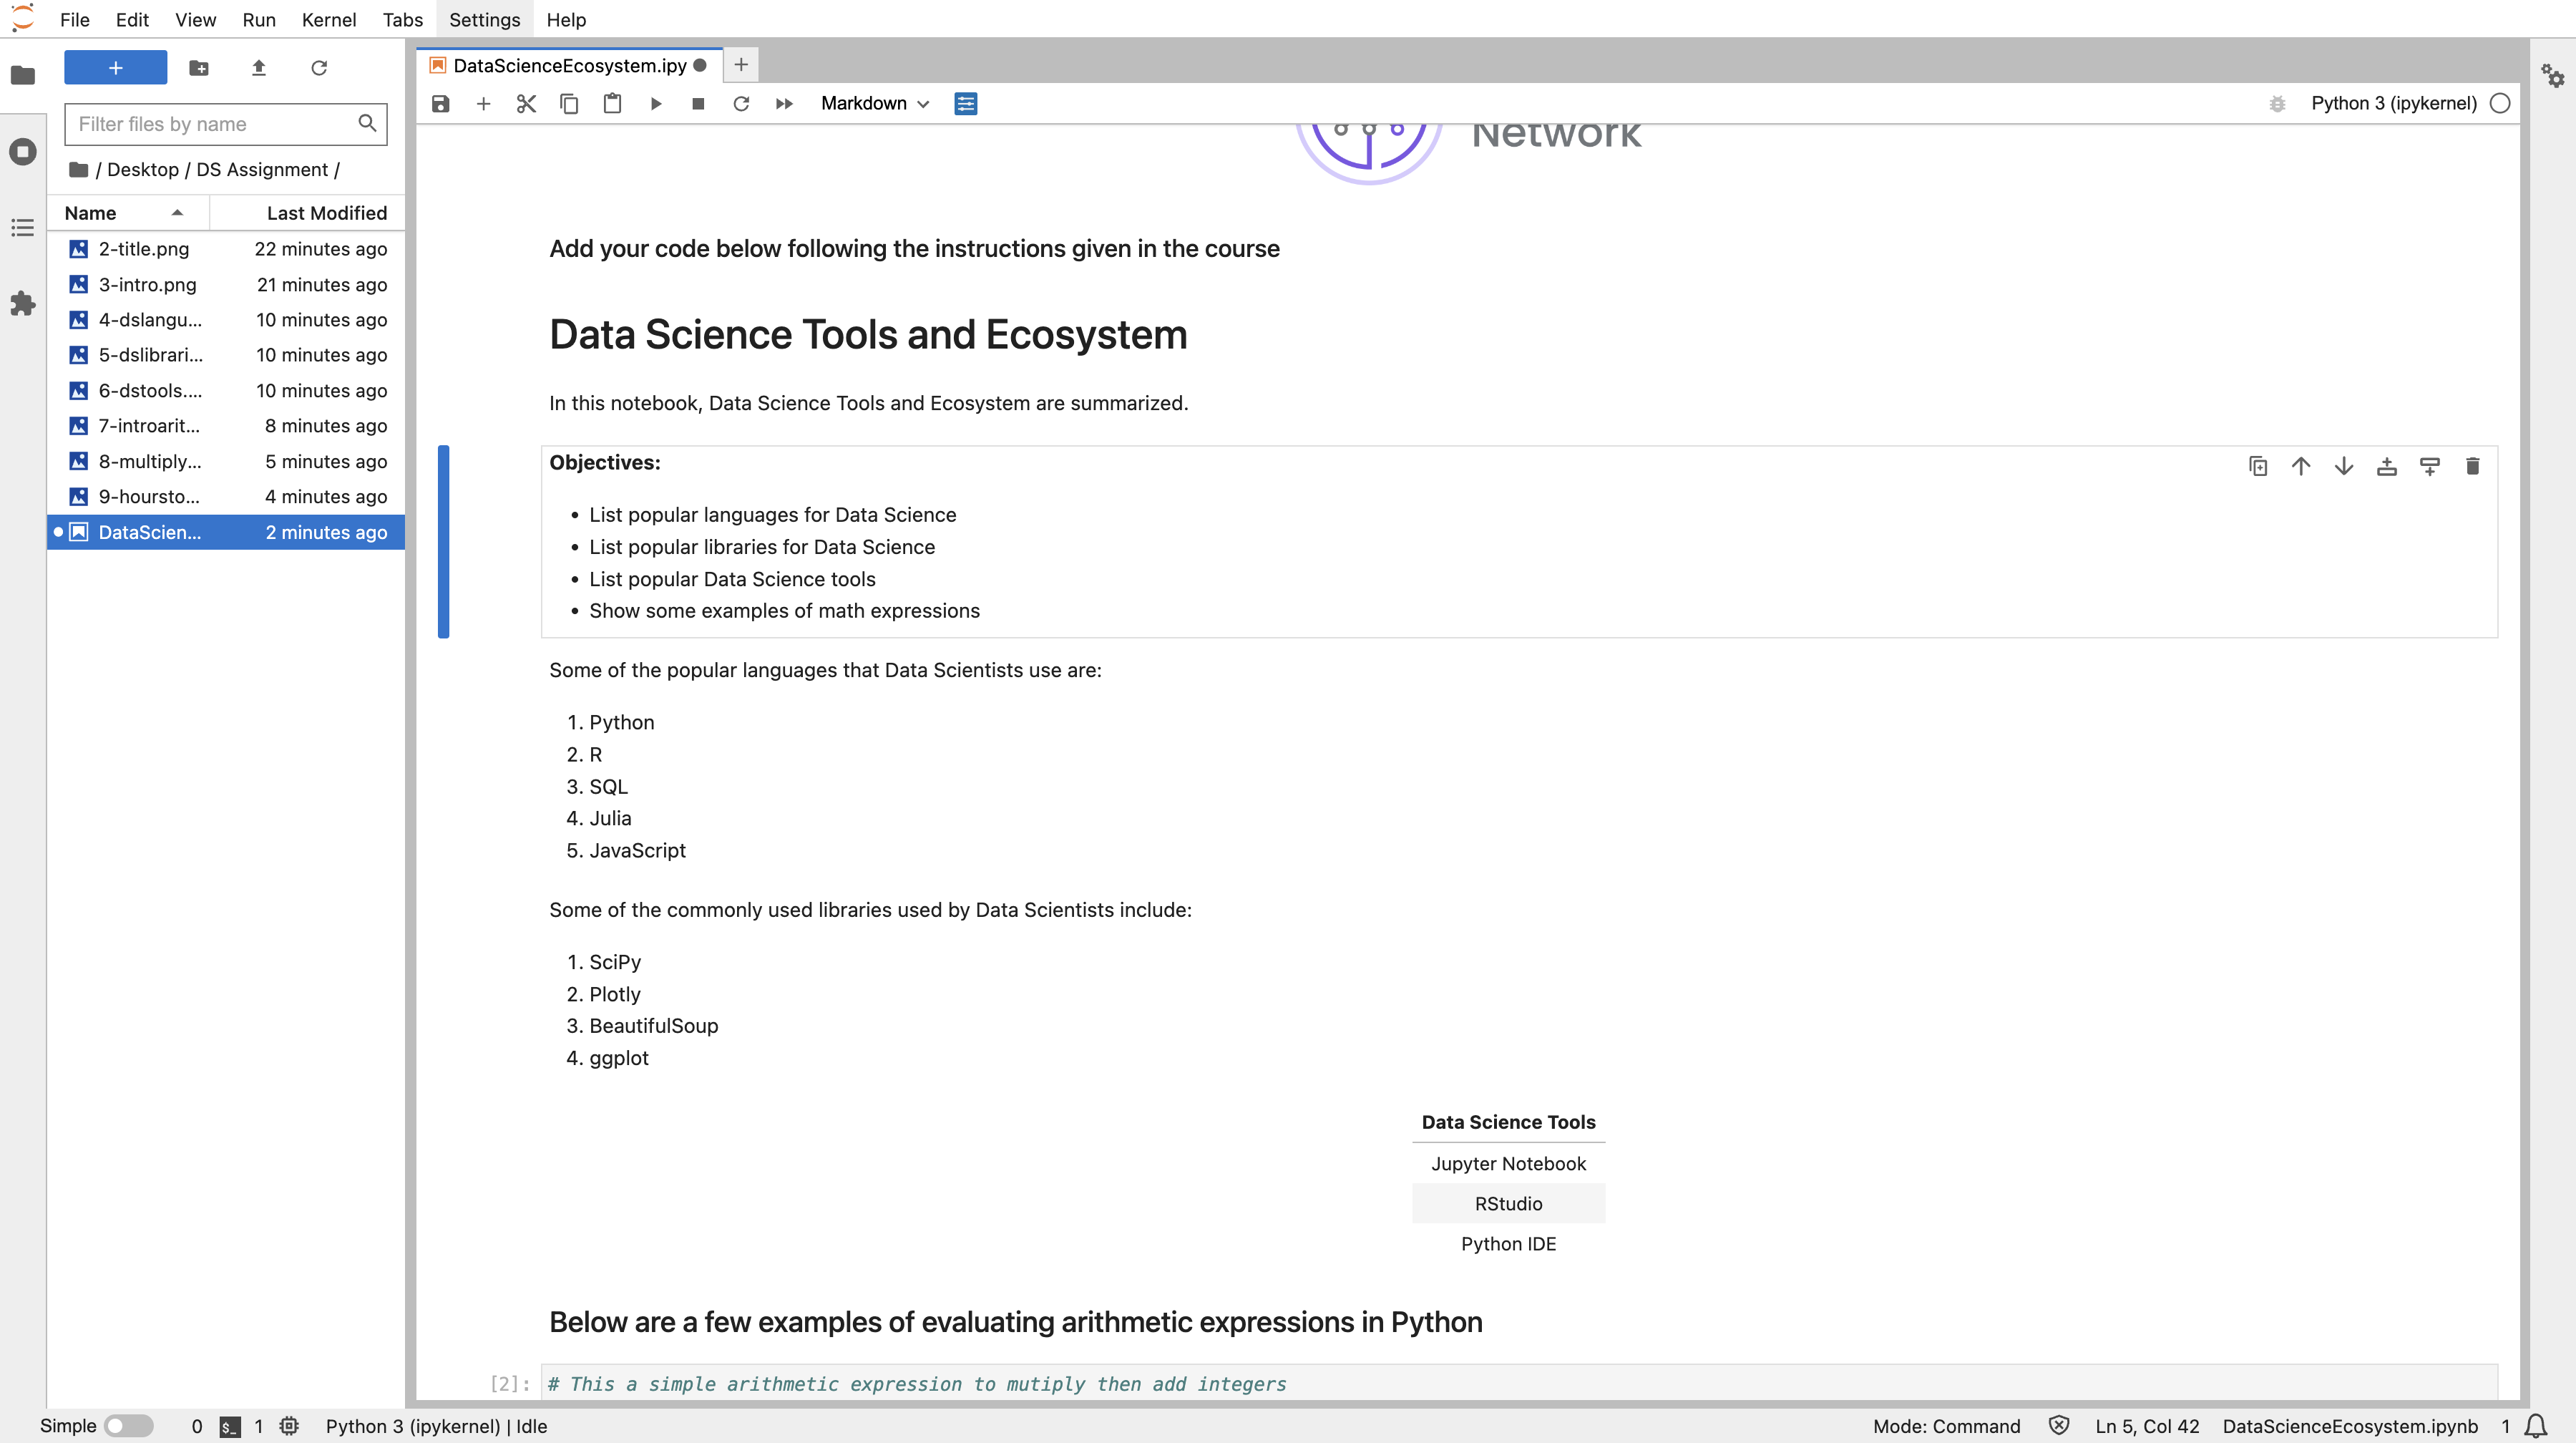 File Edit View Run Kernel Tabs Settings Help
DataScienceEcosystem.ipy
Filter files by name
Markdown
Python 3 (ipykernel)
/ Desktop / DS Assignment /
Name Last Modified
2-title.png 22 minutes ago
3-intro.png 21 minutes ago
4-dslangu... 10 minutes ago
5-dslibrari... 10 minutes ago
6-dstools.... 10 minutes ago
7-introarit... 8 minutes ago
8-multiply... 5 minutes ago
9-hoursto... 4 minutes ago
DataScien... 2 minutes ago
Network
Add your code below following the instructions given in the course
Data Science Tools and Ecosystem
In this notebook, Data Science Tools and Ecosystem are summarized.
Objectives:
• List popular languages for Data Science
• List popular libraries for Data Science
• List popular Data Science tools
• Show some examples of math expressions
Some of the popular languages that Data Scientists use are:
1. Python
2. R
3. SQL
4. Julia
5. JavaScript
Some of the commonly used libraries used by Data Scientists include:
1. SciPy
2. Plotly
3. BeautifulSoup
4. ggplot
Data Science Tools
Jupyter Notebook
RStudio
Python IDE
Below are a few examples of evaluating arithmetic expressions in Python
[2]: # This a simple arithmetic expression to mutiply then add integers
Simple 0 $_ 1 Python 3 (ipykernel) | Idle Mode: Command Ln 5, Col 42 DataScienceEcosystem.ipynb 1